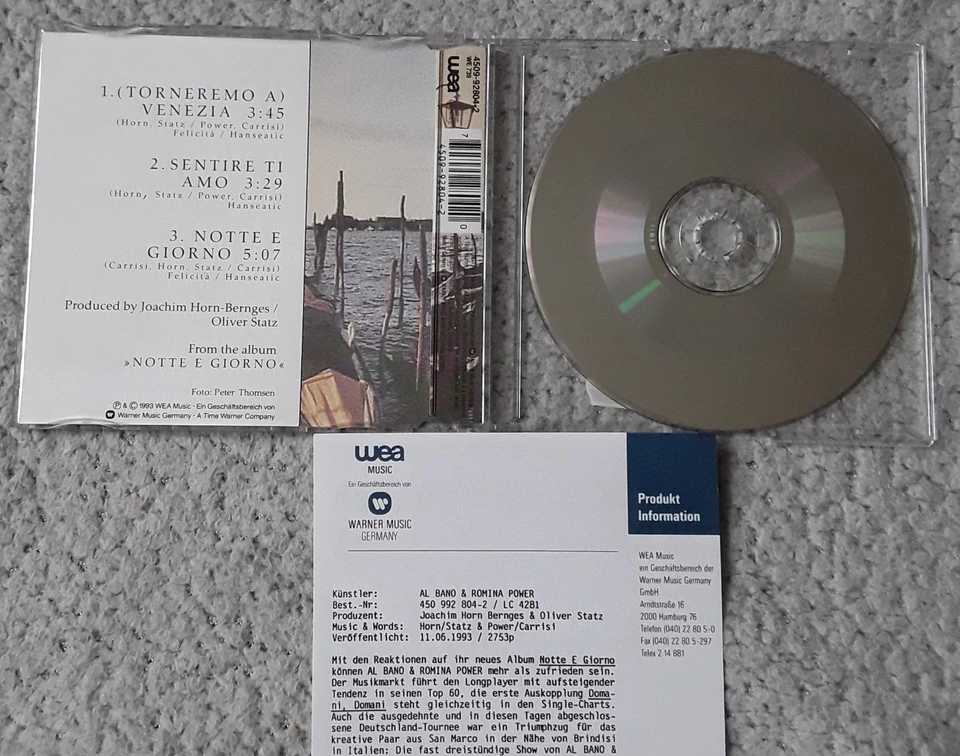 1.(TORNEREMO A)
VENEZIA 3:45
(Horn, Statz / Power, Carrisi)
Felicità / Hanseatic
2. SENTIRE TI
AMO 3:29
(Horn, Statz / Power, Carrisi)
Hanseatic
3. NOTTE E
GIORNO 5:07
(Carrisi, Horn, Statz / Carrisi)
Felicità / Hanseatic
Produced by Joachim Horn-Bernges /
Oliver Statz
From the album
»NOTTE E GIORNO«
Foto: Peter Thomsen
Ⓟ & © 1993 WEA Music · Ein Geschäftsbereich von
Warner Music Germany · A Time Warner Company
4509-92804-2
WE 739
wea
7 4509-92804-2 0
wea
MUSIC
Ein Geschäftsbereich von
WARNER MUSIC
GERMANY
Produkt
Information
WEA Music
ein Geschäftsbereich der
Warner Music Germany
GmbH
Arndtstraße 16
2000 Hamburg 76
Telefon (040) 22 80 5-0
Fax (040) 22 80 5-297
Telex 2 14 881
Künstler: AL BANO & ROMINA POWER
Best.-Nr: 450 992 804-2 / LC 4281
Produzent: Joachim Horn Bernges & Oliver Statz
Music & Words: Horn/Statz & Power/Carrisi
Veröffentlicht: 11.06.1993 / 2753p
Mit den Reaktionen auf ihr neues Album Notte E Giorno
können AL BANO & ROMINA POWER mehr als zufrieden sein.
Der Musikmarkt führt den Longplayer mit aufsteigender
Tendenz in seinen Top 60, die erste Auskopplung Doma-
ni, Domani steht gleichzeitig in den Single-Charts.
Auch die ausgedehnte und in diesen Tagen abgeschlos-
sene Deutschland-Tournee war ein Triumphzug für das
kreative Paar aus San Marco in der Nähe von Brindisi
in Italien: Die fast dreistündige Show von AL BANO &